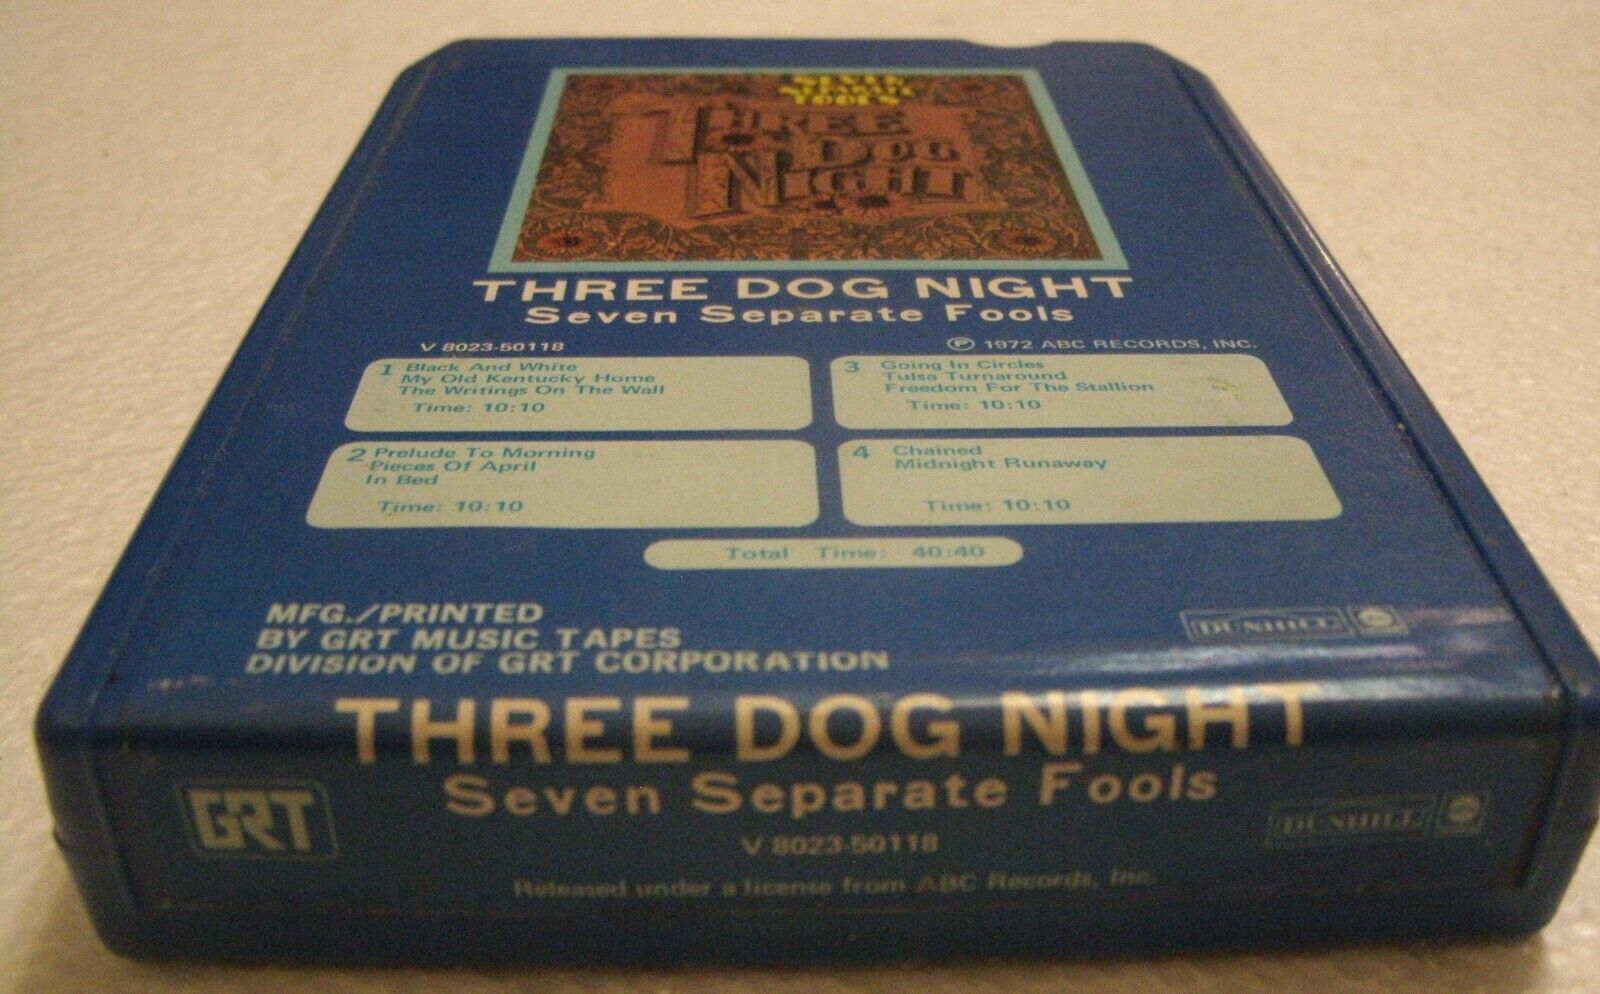 SEVEN
SEPARATE
FOOLS
THREE
DOG
NIGHT
THREE DOG NIGHT
Seven Separate Fools
V 8023-50118
Ⓟ 1972 ABC RECORDS, INC.
1 Black And White
My Old Kentucky Home
The Writings On The Wall
Time: 10:10
2 Prelude To Morning
Pieces Of April
In Bed
Time: 10:10
3 Going In Circles
Tulsa Turnaround
Freedom For The Stallion
Time: 10:10
4 Chained
Midnight Runaway
Time: 10:10
Total Time: 40:40
MFG./PRINTED
BY GRT MUSIC TAPES
DIVISION OF GRT CORPORATION
DUNHILL
THREE DOG NIGHT
Seven Separate Fools
GRT
V 8023-50118
DUNHILL
Released under a license from ABC Records, Inc.